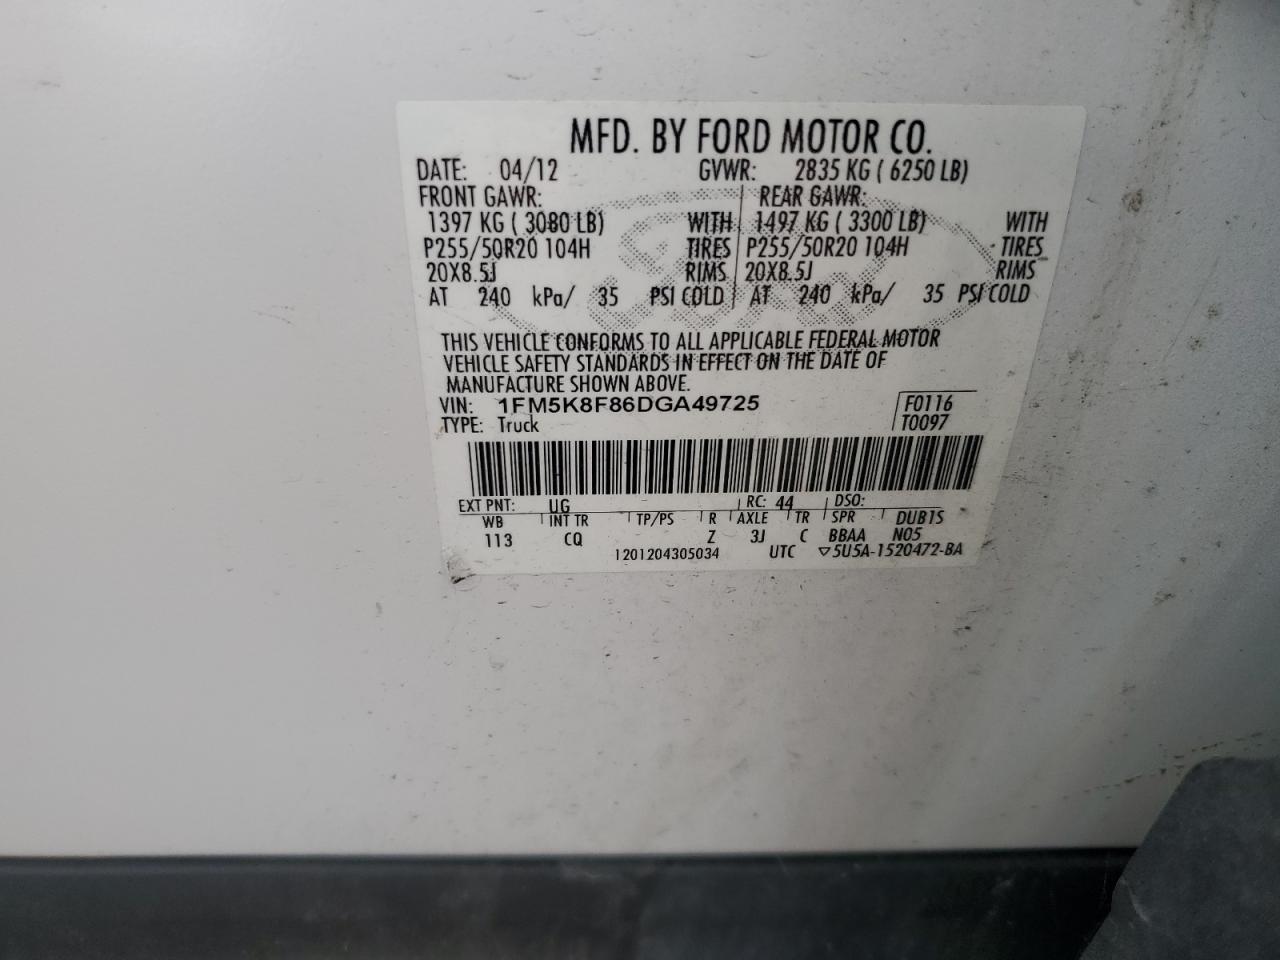 MFD. BY FORD MOTOR CO.
DATE: 04/12 GVWR: 2835 KG ( 6250 LB)
FRONT GAWR: REAR GAWR:
1397 KG ( 3080 LB) WITH 1497 KG ( 3300 LB) WITH
P255/50R20 104H TIRES P255/50R20 104H TIRES
20X8.5J RIMS 20X8.5J RIMS
AT 240 kPa/ 35 PSI COLD AT 240 kPa/ 35 PSI COLD
THIS VEHICLE CONFORMS TO ALL APPLICABLE FEDERAL MOTOR
VEHICLE SAFETY STANDARDS IN EFFECT ON THE DATE OF
MANUFACTURE SHOWN ABOVE.
VIN: 1FM5K8F86DGA49725 F0116
TYPE: Truck T0097
EXT PNT: UG RC: 44 DSO:
WB INT TR TP/PS R AXLE TR SPR DUB1S
113 CQ Z 3J C BBAA N05
1201204305034 UTC ▽5U5A-1520472-BA